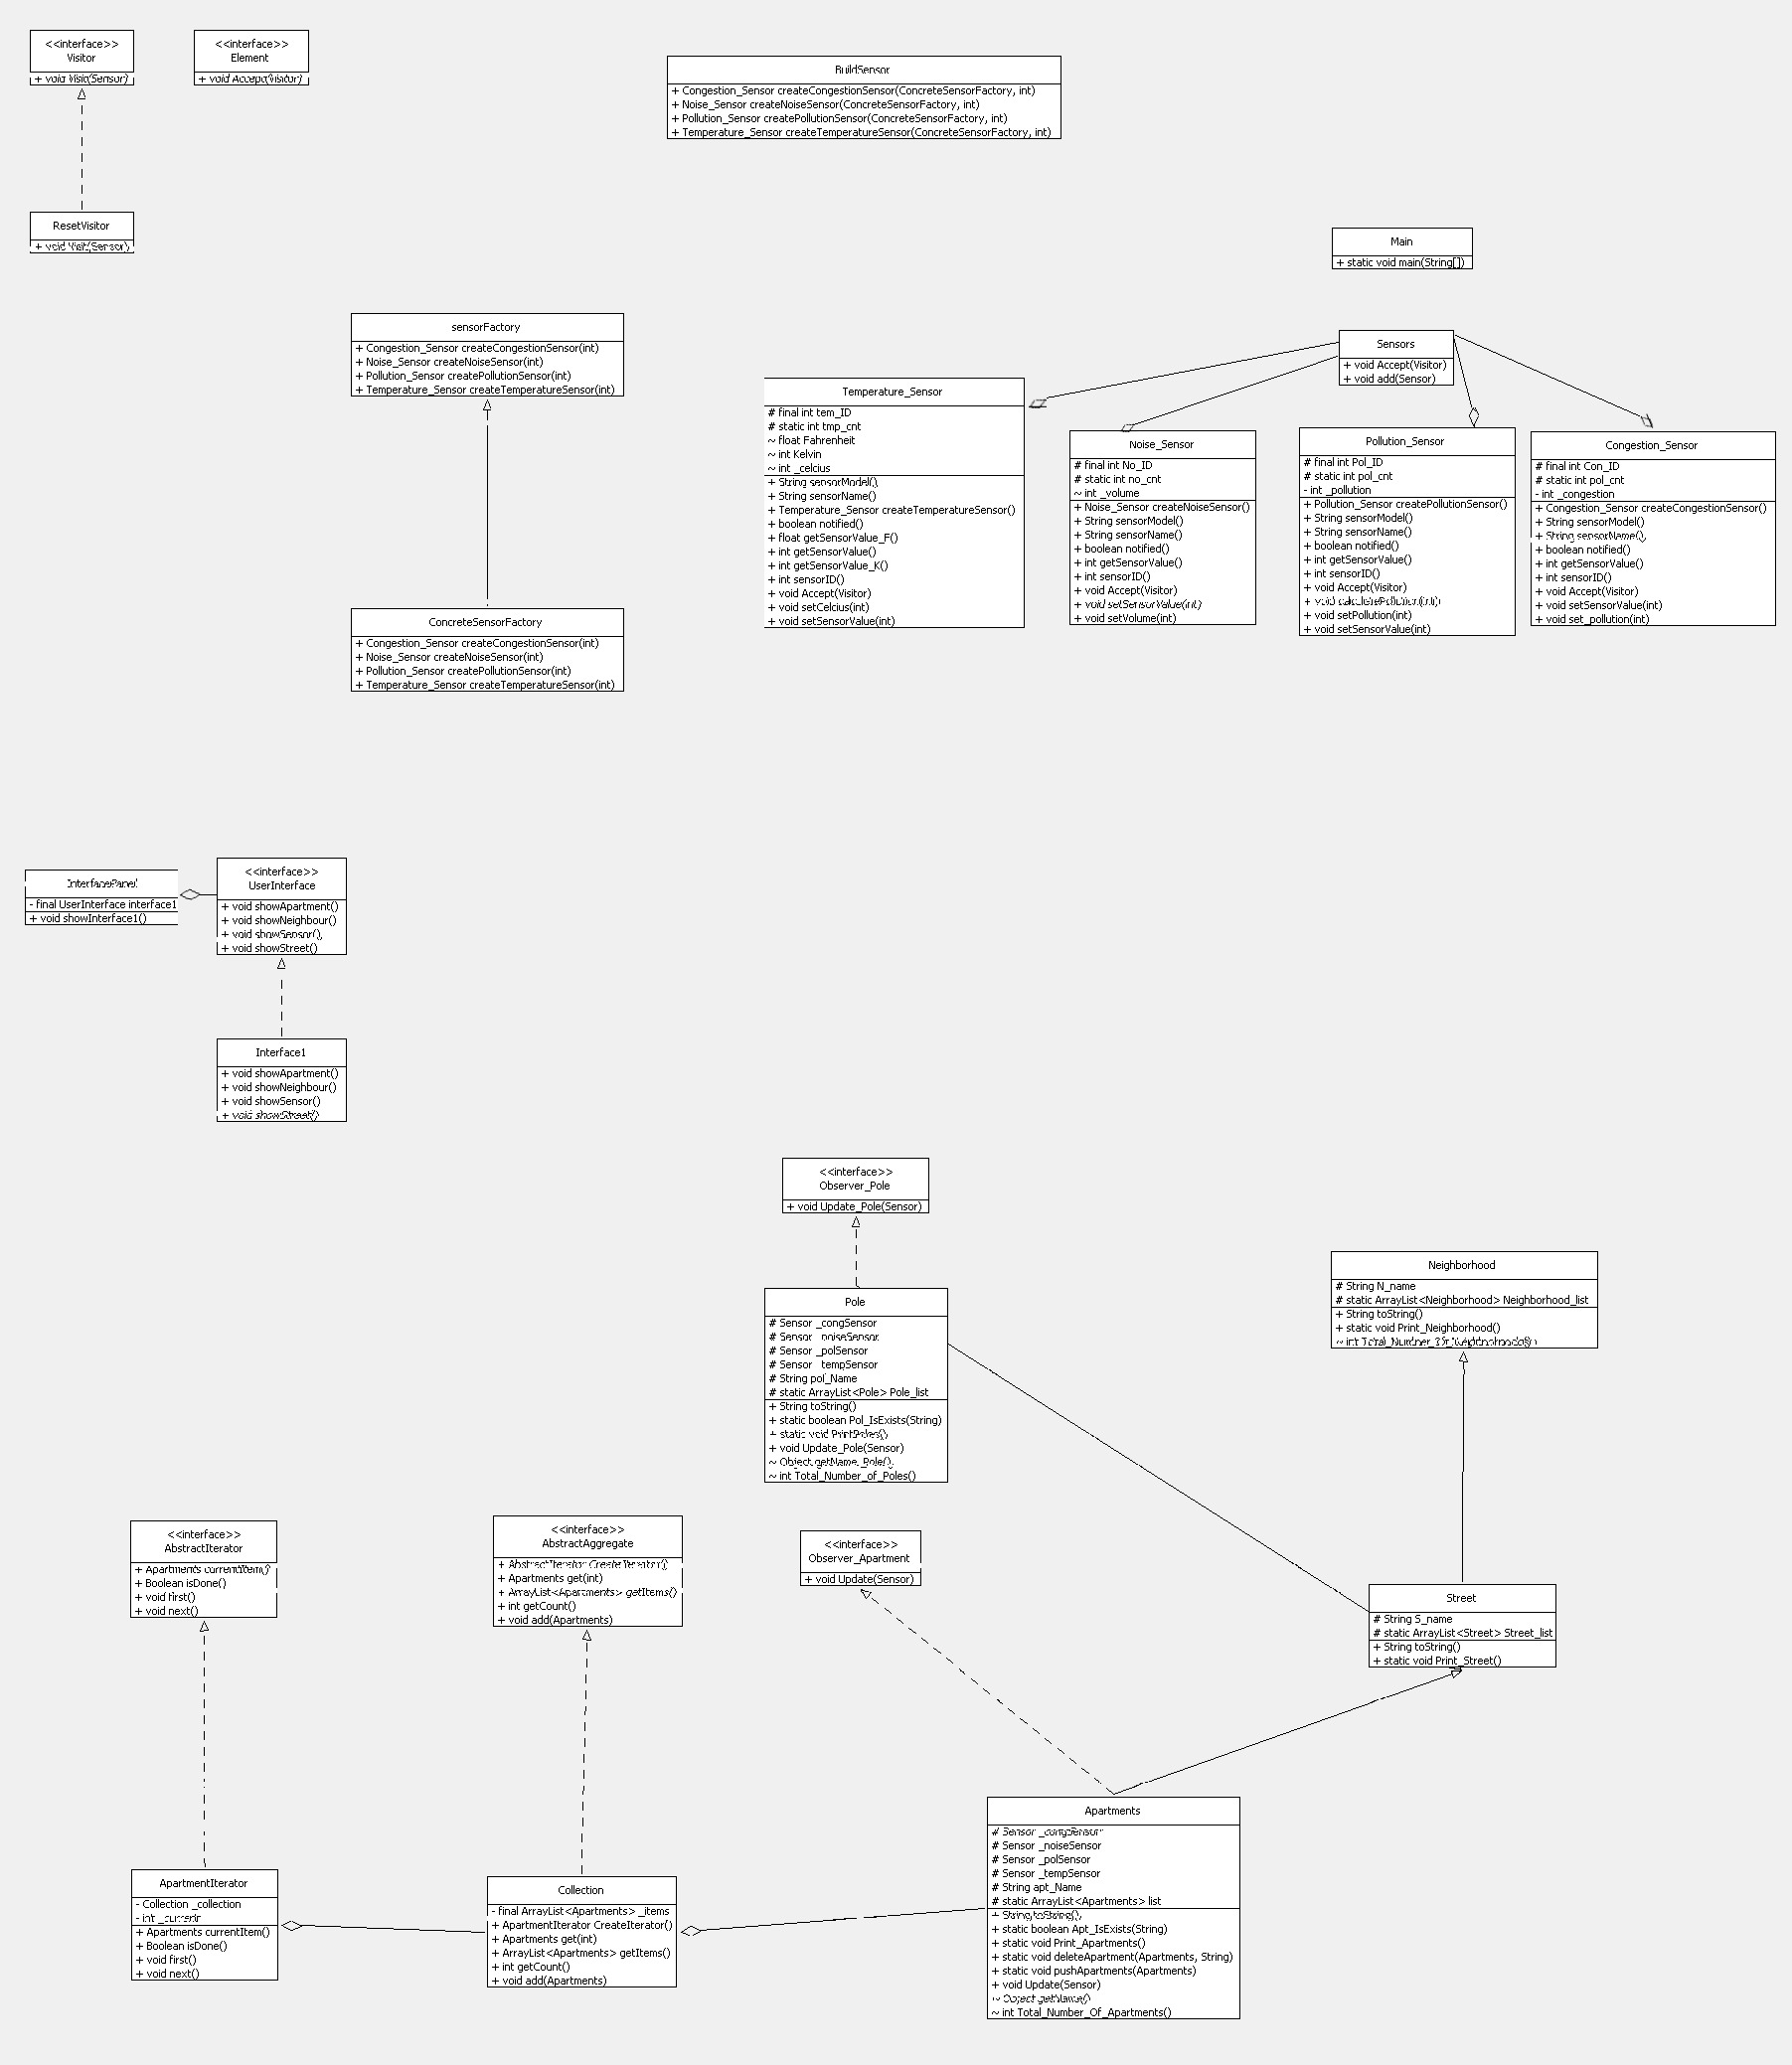 <<interface>>
Visitor
+ void Visit(Sensor)
<<interface>>
Element
+ void Accept(Visitor)
BuildSensor
+ Congestion_Sensor createCongestionSensor(ConcreteSensorFactory, int)
+ Noise_Sensor createNoiseSensor(ConcreteSensorFactory, int)
+ Pollution_Sensor createPollutionSensor(ConcreteSensorFactory, int)
+ Temperature_Sensor createTemperatureSensor(ConcreteSensorFactory, int)
ResetVisitor
+ void Visit(Sensor)
Main
+ static void main(String[])
sensorFactory
+ Congestion_Sensor createCongestionSensor(int)
+ Noise_Sensor createNoiseSensor(int)
+ Pollution_Sensor createPollutionSensor(int)
+ Temperature_Sensor createTemperatureSensor(int)
Sensors
+ void Accept(Visitor)
+ void add(Sensor)
Temperature_Sensor
# final int tem_ID
# static int tmp_cnt
~ float Fahrenheit
~ int Kelvin
~ int _celcius
+ String sensorModel()
+ String sensorName()
+ Temperature_Sensor createTemperatureSensor()
+ boolean notified()
+ float getSensorValue_F()
+ int getSensorValue()
+ int getSensorValue_K()
+ int sensorID()
+ void Accept(Visitor)
+ void setCelcius(int)
+ void setSensorValue(int)
Noise_Sensor
# final int No_ID
# static int no_cnt
~ int _volume
+ Noise_Sensor createNoiseSensor()
+ String sensorModel()
+ String sensorName()
+ boolean notified()
+ int getSensorValue()
+ int sensorID()
+ void Accept(Visitor)
+ void setSensorValue(int)
+ void setVolume(int)
Pollution_Sensor
# final int Pol_ID
# static int pol_cnt
- int _pollution
+ Pollution_Sensor createPollutionSensor()
+ String sensorModel()
+ String sensorName()
+ boolean notified()
+ int getSensorValue()
+ int sensorID()
+ void Accept(Visitor)
+ void
+ void setPollution(int)
+ void setSensorValue(int)
Congestion_Sensor
# final int Con_ID
# static int pol_cnt
- int _congestion
+ Congestion_Sensor createCongestionSensor()
+ String sensorModel()
+ String sensorName()
+ boolean notified()
+ int getSensorValue()
+ int sensorID()
+ void Accept(Visitor)
+ void setSensorValue(int)
+ void set_pollution(int)
ConcreteSensorFactory
+ Congestion_Sensor createCongestionSensor(int)
+ Noise_Sensor createNoiseSensor(int)
+ Pollution_Sensor createPollutionSensor(int)
+ Temperature_Sensor createTemperatureSensor(int)
InterfacePanel
- final UserInterface interface1
+ void showInterface1()
<<interface>>
UserInterface
+ void showApartment()
+ void showNeighbour()
+ void showSensor()
+ void showStreet()
Interface1
+ void showApartment()
+ void showNeighbour()
+ void showSensor()
+ void showStreet()
<<interface>>
Observer_Pole
+ void Update_Pole(Sensor)
Pole
# Sensor _congSensor
# Sensor _noiseSensor
# Sensor _polSensor
# Sensor _tempSensor
# String pol_Name
# static ArrayList<Pole> Pole_list
+ String toString()
+ static boolean Pol_IsExists(String)
+ static void PrintPoles()
+ void Update_Pole(Sensor)
~ Object getName_Pole()
~ int Total_Number_of_Poles()
Neighborhood
# String N_name
# static ArrayList<Neighborhood> Neighborhood_list
+ String toString()
+ static void Print_Neighborhood()
~ int
<<interface>>
AbstractIterator
+ Apartments currentItem()
+ Boolean isDone()
+ void first()
+ void next()
<<interface>>
AbstractAggregate
+ AbstractIterator CreateIterator()
+ Apartments get(int)
+ ArrayList<Apartments> getItems()
+ int getCount()
+ void add(Apartments)
<<interface>>
Observer_Apartment
+ void Update(Sensor)
Street
# String S_name
# static ArrayList<Street> Street_list
+ String toString()
+ static void Print_Street()
ApartmentIterator
- Collection _collection
- int
+ Apartments currentItem()
+ Boolean isDone()
+ void first()
+ void next()
Collection
- final ArrayList<Apartments> _items
+ ApartmentIterator CreateIterator()
+ Apartments get(int)
+ ArrayList<Apartments> getItems()
+ int getCount()
+ void add(Apartments)
Apartments
# Sensor _congSensor
# Sensor _noiseSensor
# Sensor _polSensor
# Sensor _tempSensor
# String apt_Name
# static ArrayList<Apartments> list
+ String toString()
+ static boolean Apt_IsExists(String)
+ static void Print_Apartments()
+ static void deleteApartment(Apartments, String)
+ static void pushApartments(Apartments)
+ void Update(Sensor)
~ Object getName()
~ int Total_Number_Of_Apartments()